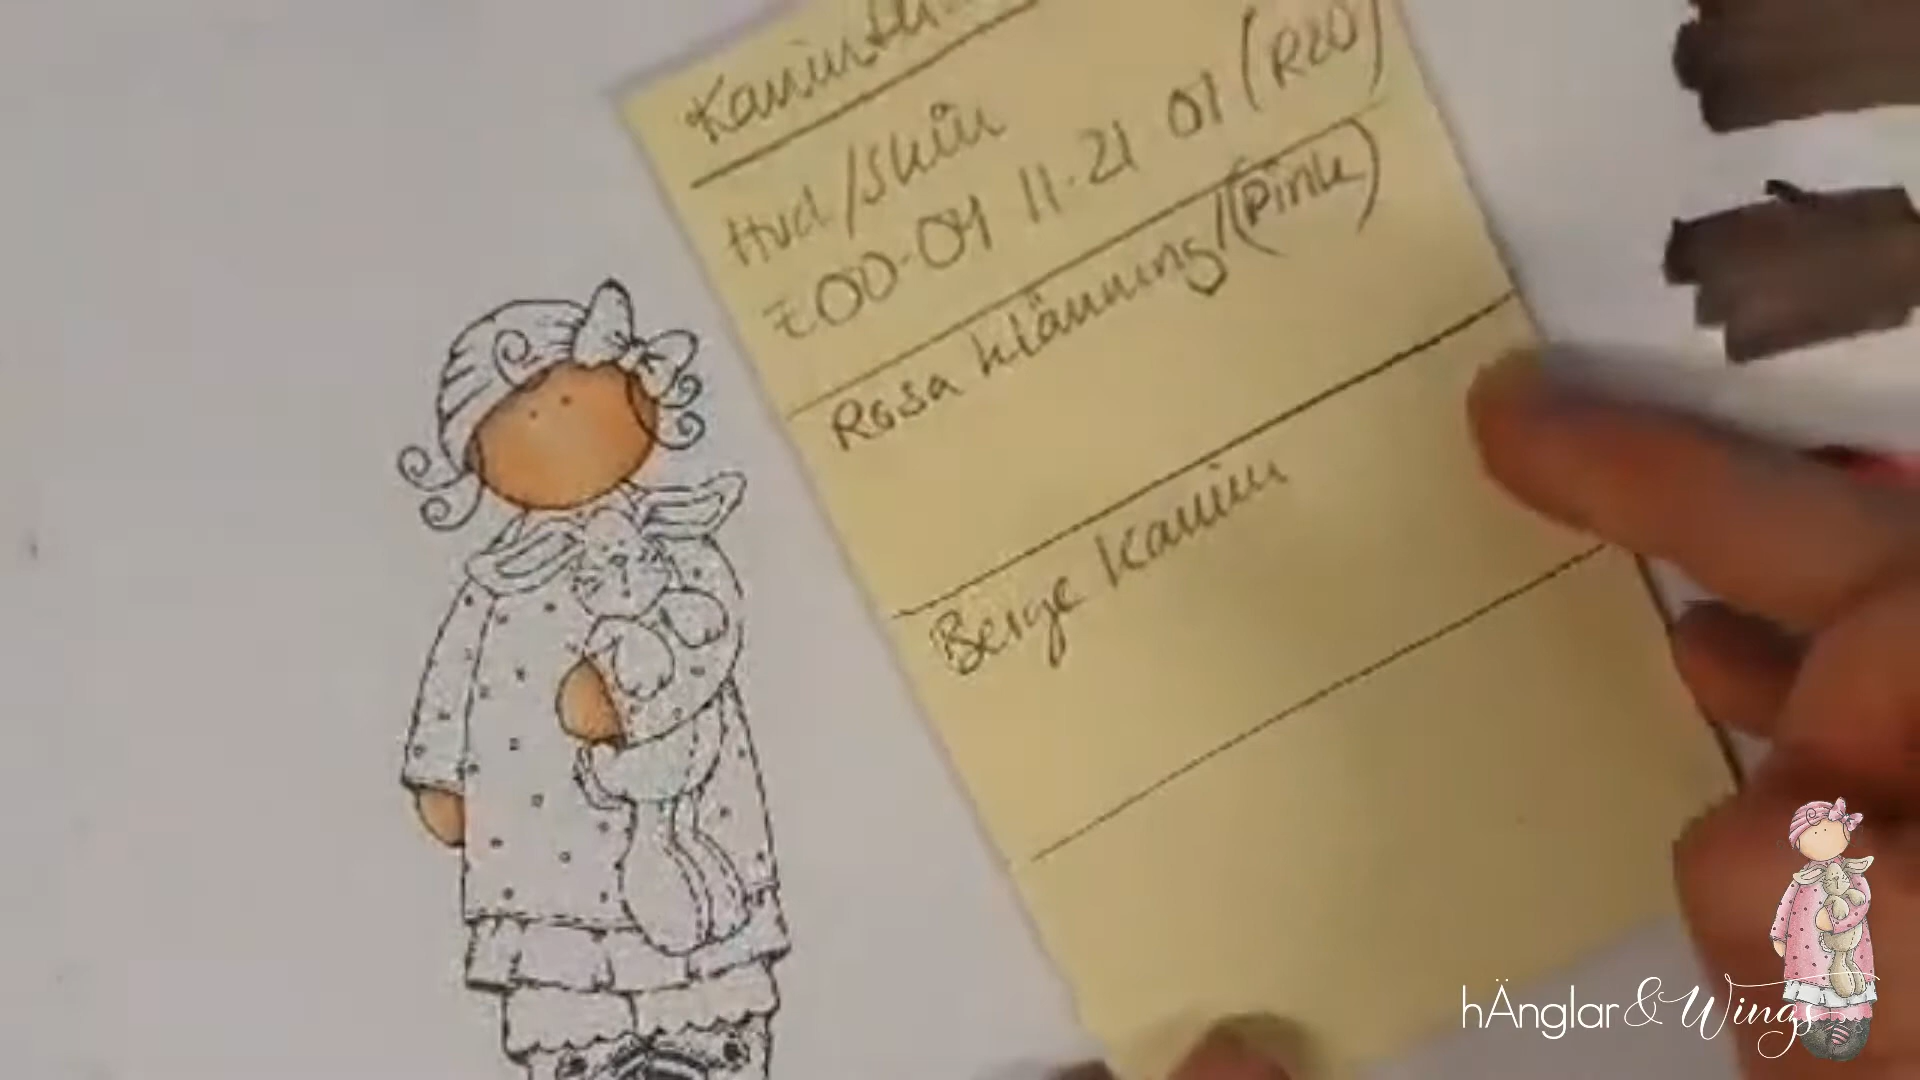 Hud/Skin
E00-04 11-21 01 (R20)
Rosa klänning/(Pink)
Beige Kanin
hÄnglar & Wings